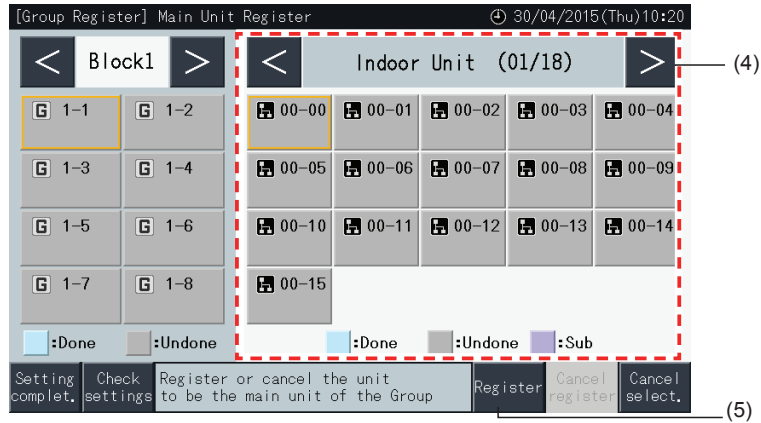 [Group Register] Main Unit Register 30/04/2015(Thu)10:20
< Block1 > < Indoor Unit (01/18) > (4)
G 1-1 G 1-2 00-00 00-01 00-02 00-03 00-04
G 1-3 G 1-4 00-05 00-06 00-07 00-08 00-09
G 1-5 G 1-6 00-10 00-11 00-12 00-13 00-14
G 1-7 G 1-8 00-15
:Done :Undone :Done :Undone :Sub
Setting Check Register or cancel the unit Register Cancel Cancel
complet. settings to be the main unit of the Group register select.
(5)